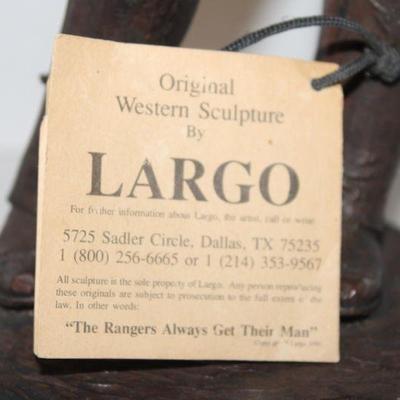 Original
Western Sculpture
By
LARGO
For further information about Largo, the artist, call or write
5725 Sadler Circle, Dallas, TX 75235
1 (800) 256-6665 or 1 (214) 353-9567
All sculpture is the sole property of Largo. Any person reproducing
these originals are subject to prosecution to the full extent of the
law. In other words:
"The Rangers Always Get Their Man"
Largo